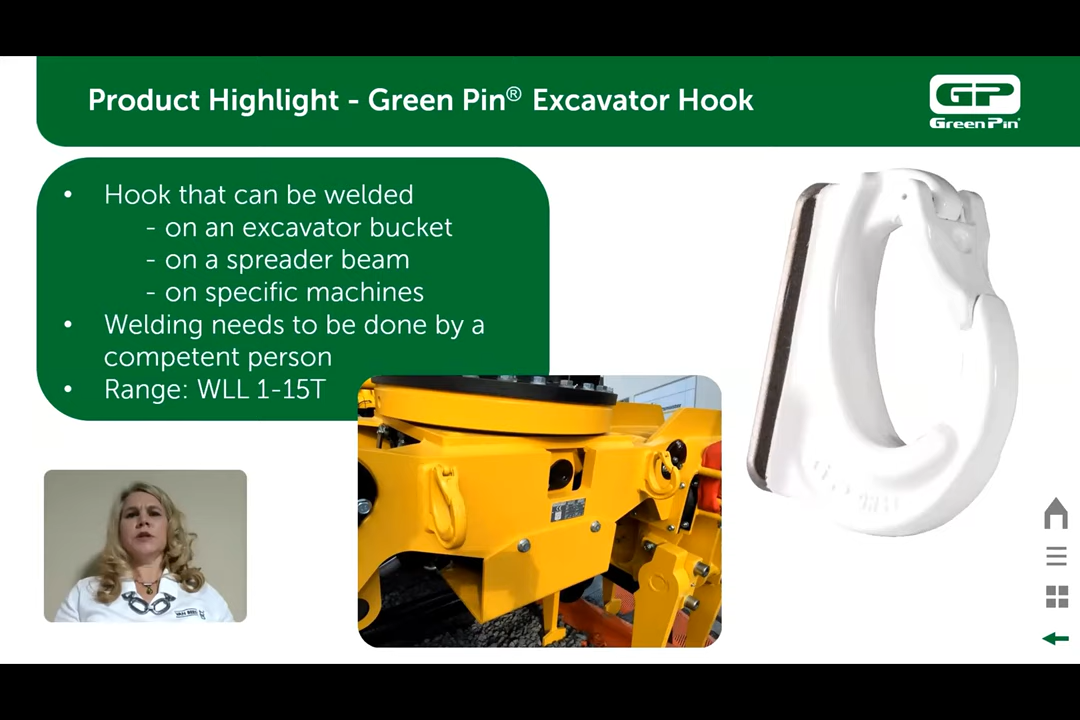 Product Highlight - Green Pin® Excavator Hook
GP
Green Pin®
• Hook that can be welded
- on an excavator bucket
- on a spreader beam
- on specific machines
• Welding needs to be done by a
competent person
• Range: WLL 1-15T